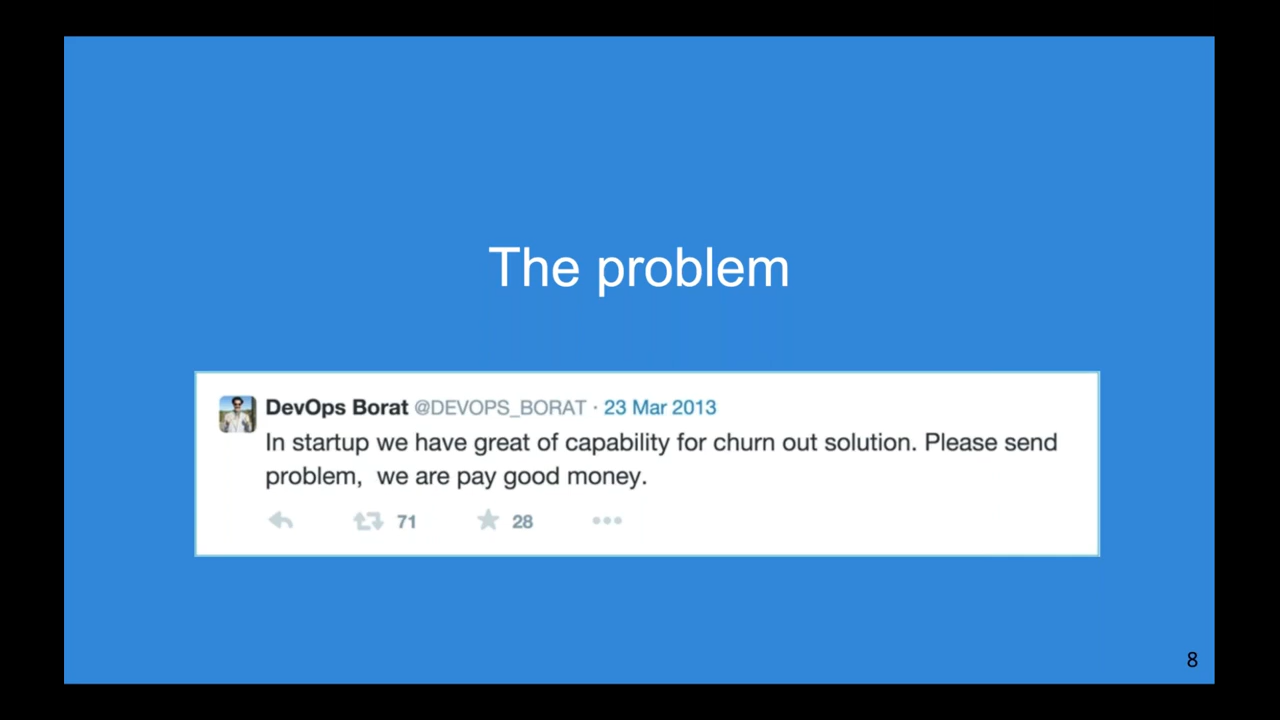 The problem
DevOps Borat @DEVOPS_BORAT · 23 Mar 2013
In startup we have great of capability for churn out solution. Please send
problem,  we are pay good money.
71 28
8